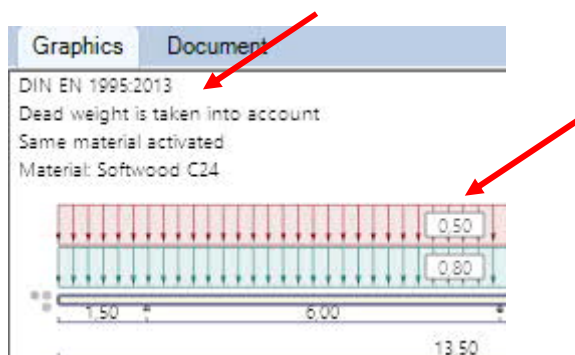 Graphics Document
DIN EN 1995:2013
Dead weight is taken into account
Same material activated
Material: Softwood C24
0,50
0,80
1,50 6,00
13,50